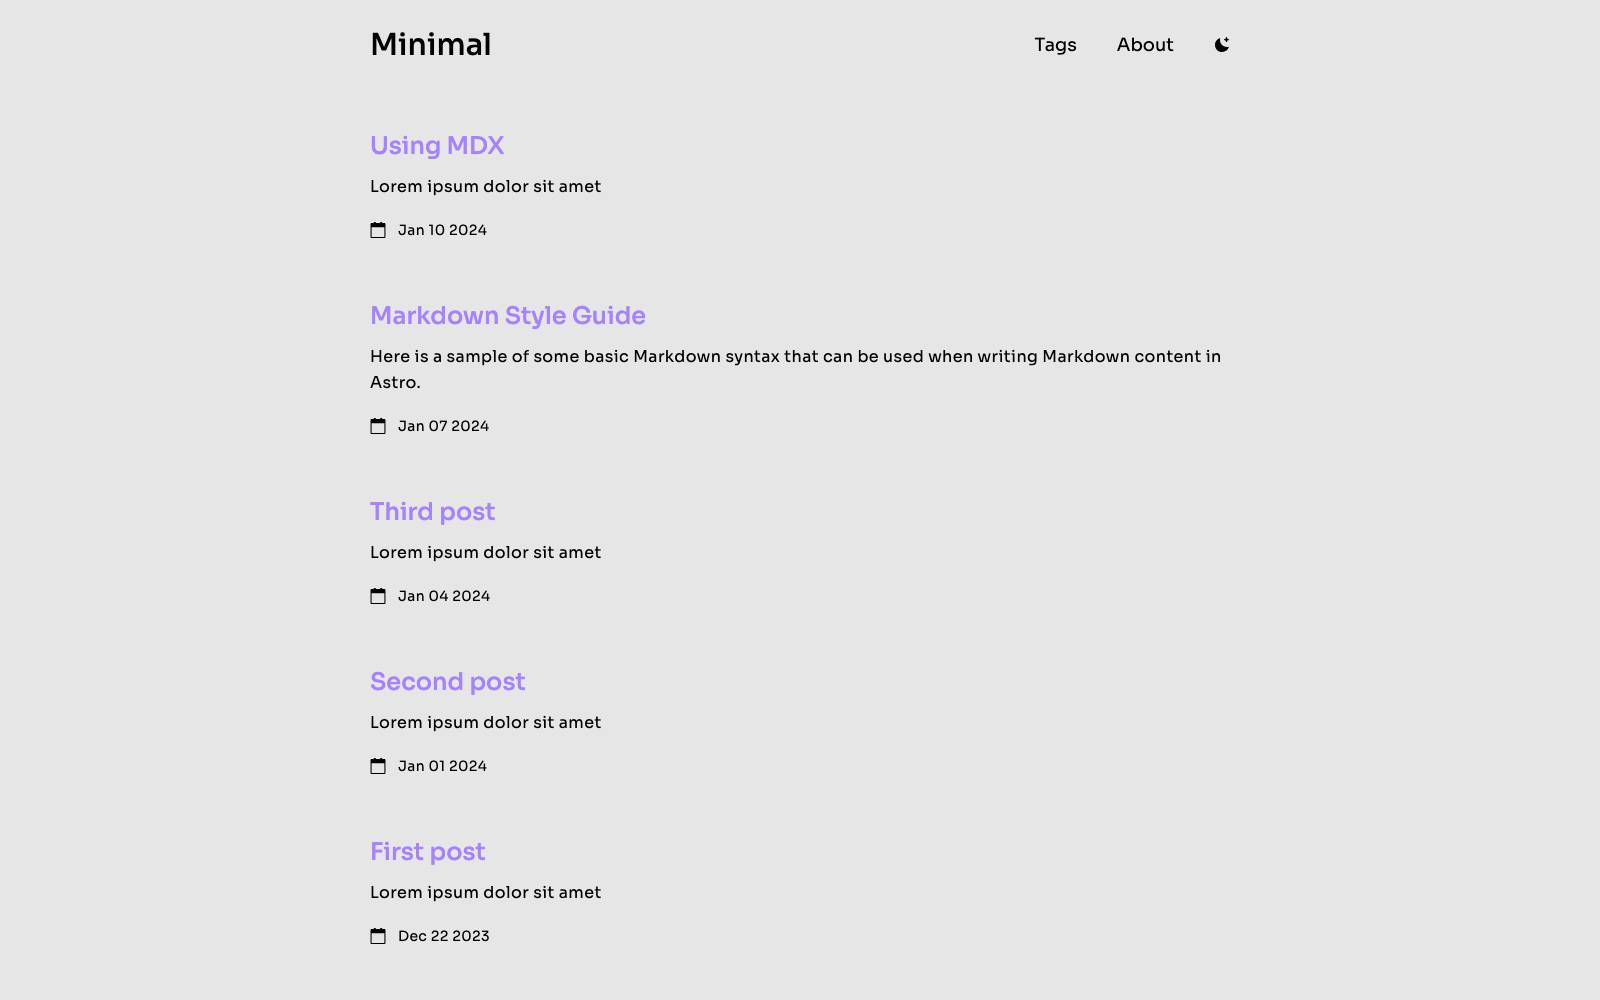 Minimal
Tags
About
Using MDX
Lorem ipsum dolor sit amet
Jan 10 2024
Markdown Style Guide
Here is a sample of some basic Markdown syntax that can be used when writing Markdown content in
Astro.
Jan 07 2024
Third post
Lorem ipsum dolor sit amet
Jan 04 2024
Second post
Lorem ipsum dolor sit amet
Jan 01 2024
First post
Lorem ipsum dolor sit amet
Dec 22 2023